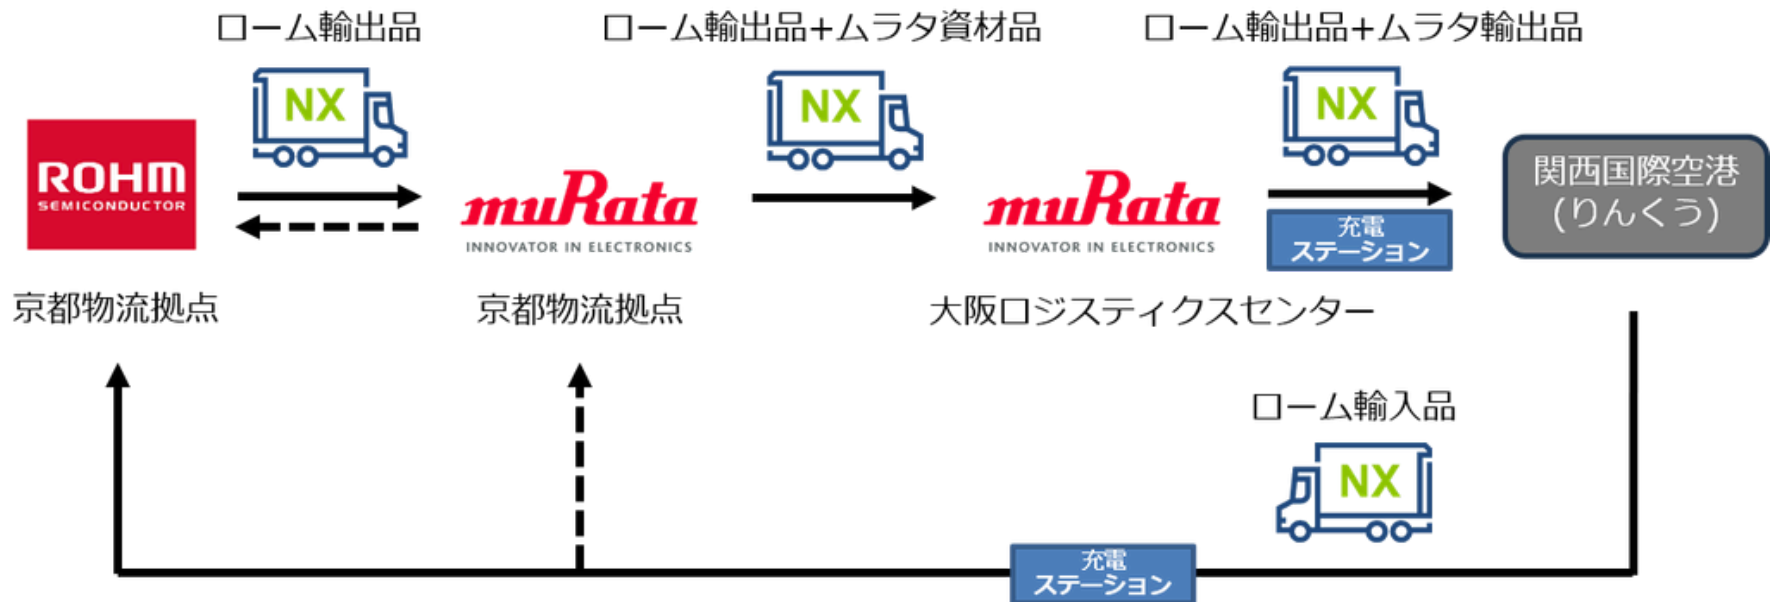 ローム輸出品
ローム輸出品+ムラタ資材品
ローム輸出品+ムラタ輸出品
NX
NX
NX
ROHM
SEMICONDUCTOR
muRata
INNOVATOR IN ELECTRONICS
muRata
INNOVATOR IN ELECTRONICS
充電
ステーション
関西国際空港
(りんくう)
京都物流拠点
京都物流拠点
大阪ロジスティクスセンター
ローム輸入品
NX
充電
ステーション